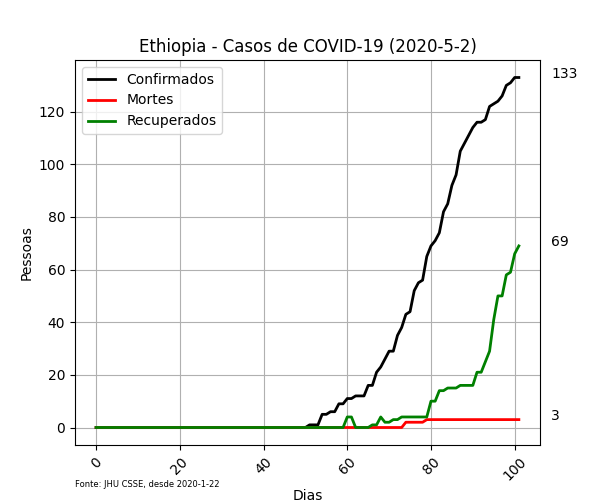 Ethiopia - Casos de COVID-19 (2020-5-2)
Confirmados
Mortes
Recuperados
133
69
3
Pessoas
120
100
80
60
40
20
0
0 20 40 60 80 100
Fonte: JHU CSSE, desde 2020-1-22
Dias